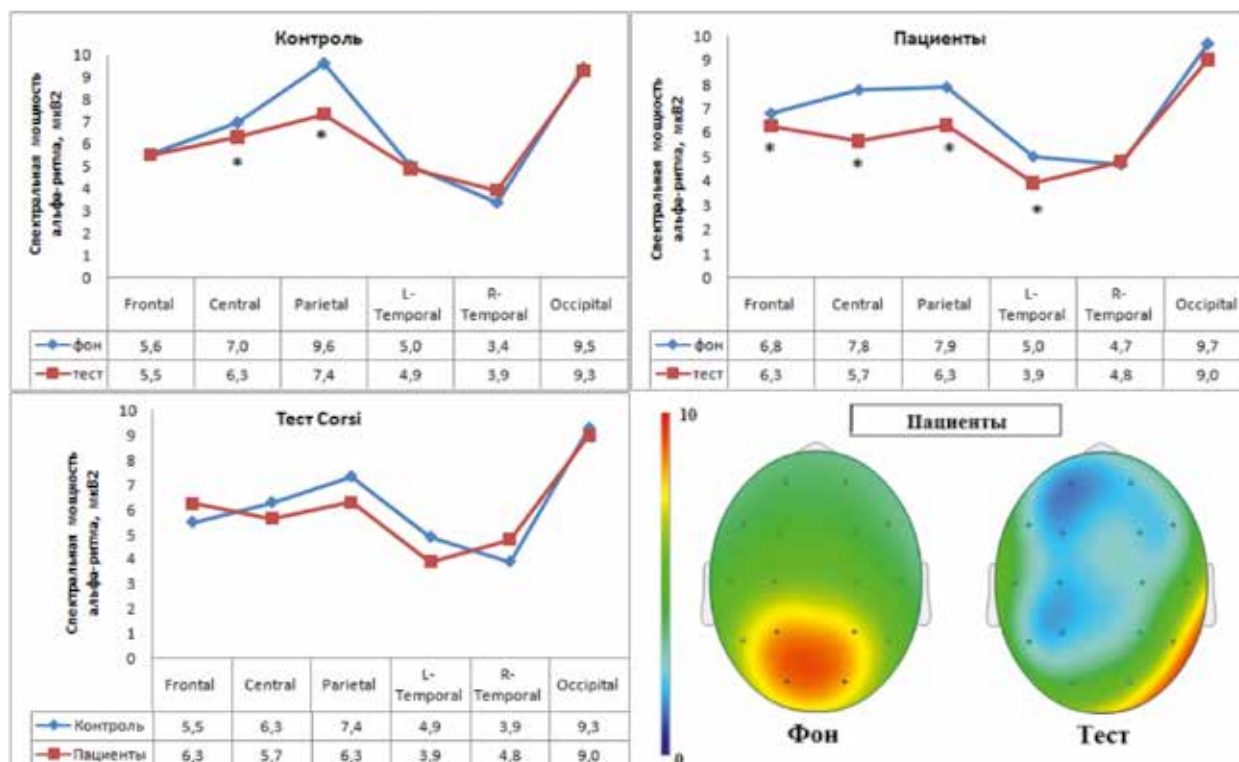 Контроль
Спектральная мощность
альфа-ритма, мкВ2
10
9
8
7
6
5
4
3
2
1
0
Frontal Central Parietal L-Temporal R-Temporal Occipital
фон 5,6 7,0 9,6 5,0 3,4 9,5
тест 5,5 6,3 7,4 4,9 3,9 9,3
* *
Пациенты
Спектральная мощность
альфа-ритма, мкВ2
10
9
8
7
6
5
4
3
2
1
0
Frontal Central Parietal L-Temporal R-Temporal Occipital
фон 6,8 7,8 7,9 5,0 4,7 9,7
тест 6,3 5,7 6,3 3,9 4,8 9,0
* * * *
Тест Corsi
Спектральная мощность
альфа-ритма, мкВ2
10
9
8
7
6
5
4
3
2
1
0
Frontal Central Parietal L-Temporal R-Temporal Occipital
Контроль 5,5 6,3 7,4 4,9 3,9 9,3
Пациенты 6,3 5,7 6,3 3,9 4,8 9,0
10
Пациенты
0
Фон Тест